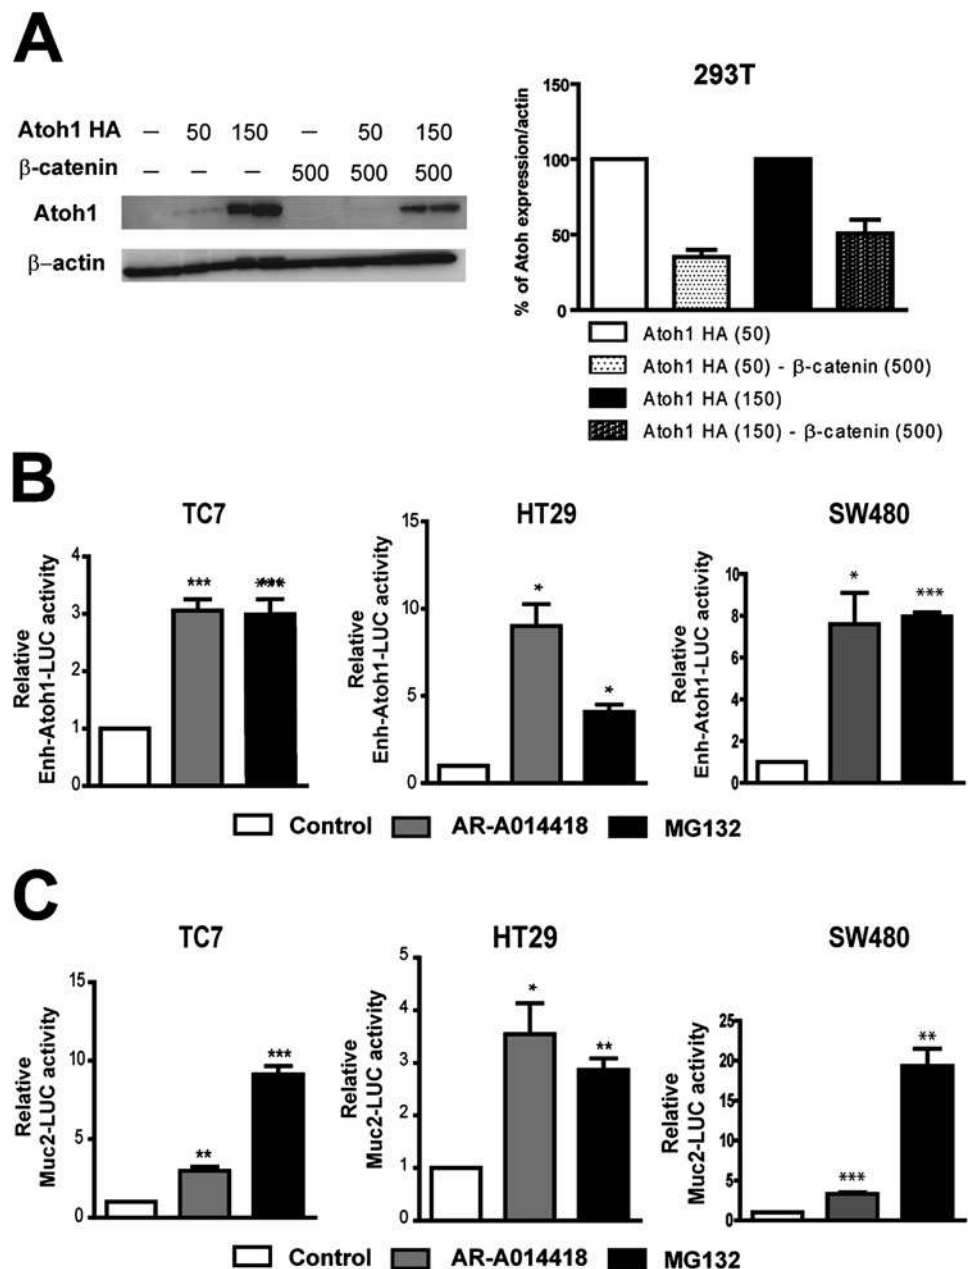 A
Atoh1 HA — 50 150 — 50 150
β-catenin — — — 500 500 500
Atoh1
β-actin
293T
% of Atoh expression/actin
150
100
50
0
Atoh1 HA (50)
Atoh1 HA (50) - β-catenin (500)
Atoh1 HA (150)
Atoh1 HA (150) - β-catenin (500)
B
TC7
Relative
Enh-Atoh1-LUC activity
4
3
2
1
0
***
***
HT29
Relative
Enh-Atoh1-LUC activity
15
10
5
0
*
*
SW480
Relative
Enh-Atoh1-LUC activity
10
8
6
4
2
0
*
***
Control AR-A014418 MG132
C
TC7
Relative
Muc2-LUC activity
15
10
5
0
**
***
HT29
Relative
Muc2-LUC activity
5
4
3
2
1
0
*
**
SW480
Relative
Muc2-LUC activity
25
20
15
10
5
0
***
**
Control AR-A014418 MG132